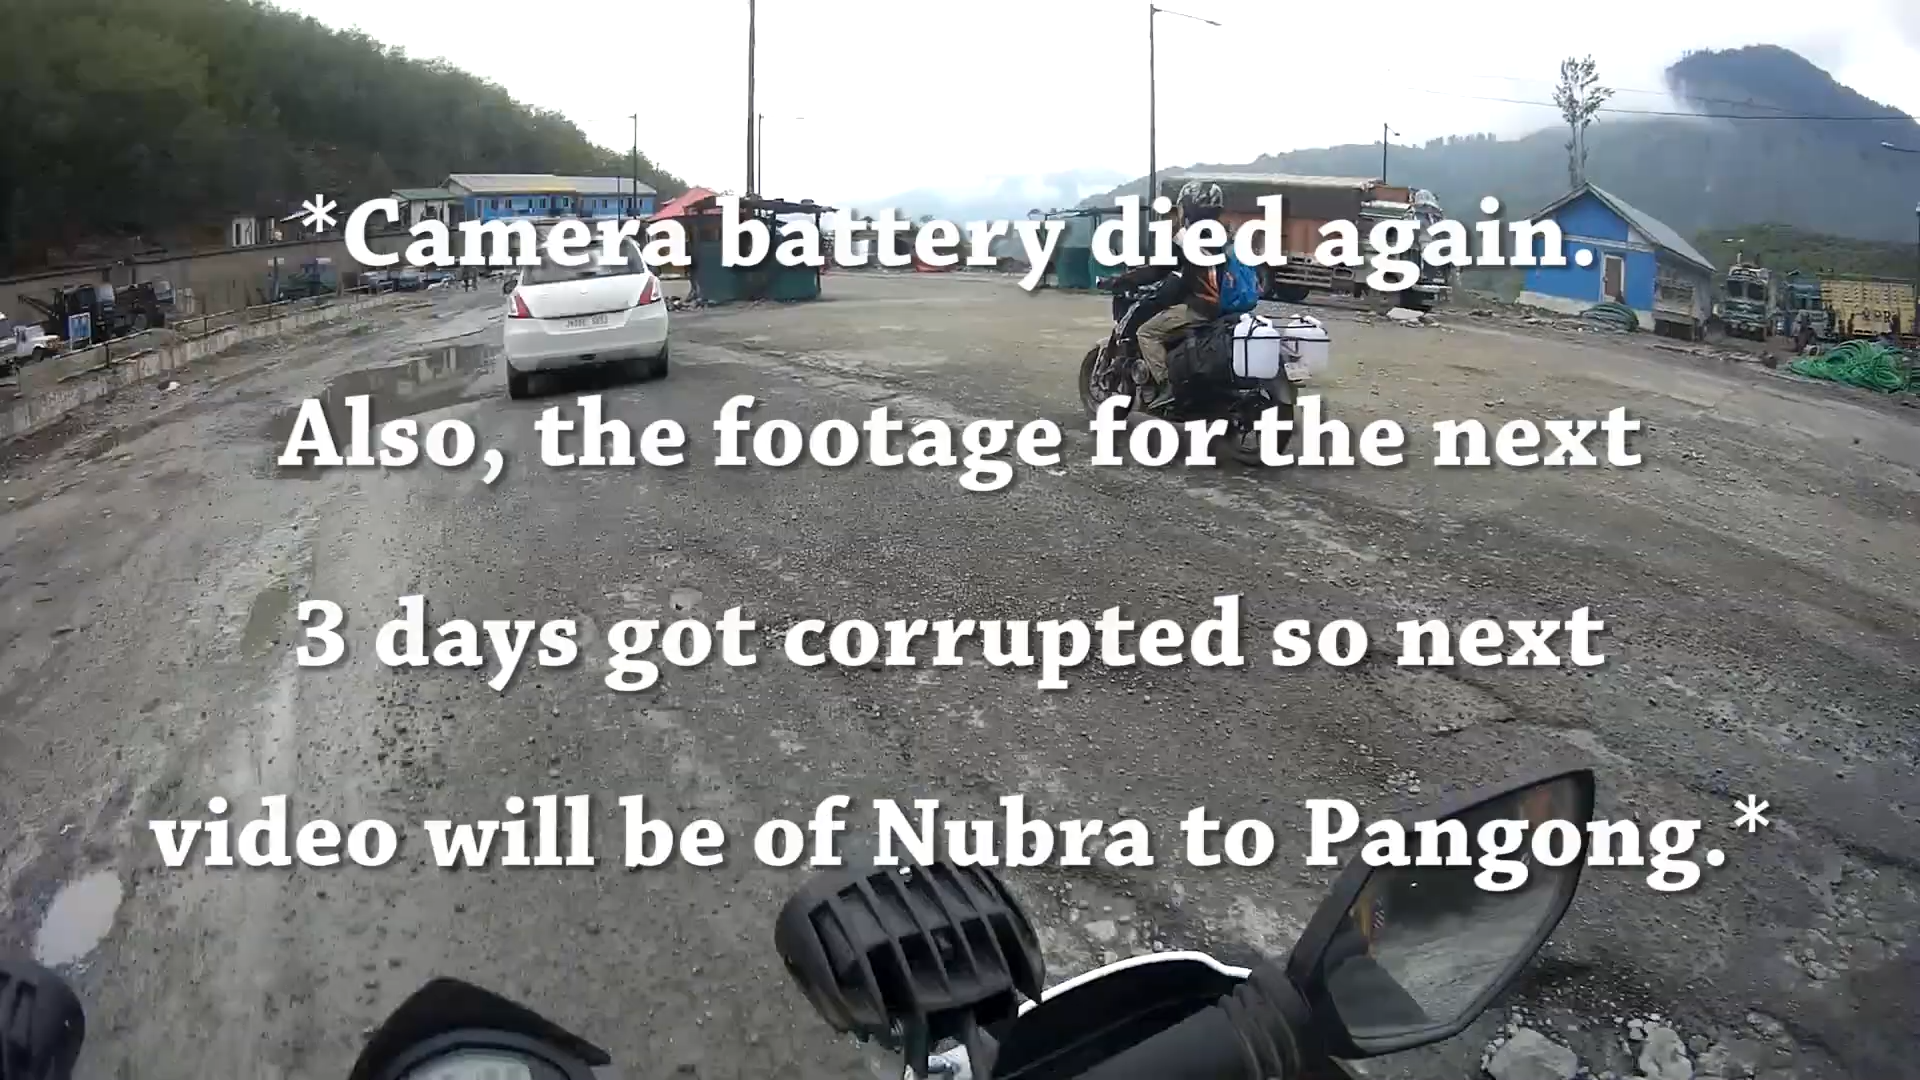 *Camera battery died again.
Also, the footage for the next
3 days got corrupted so next
video will be of Nubra to Pangong.*